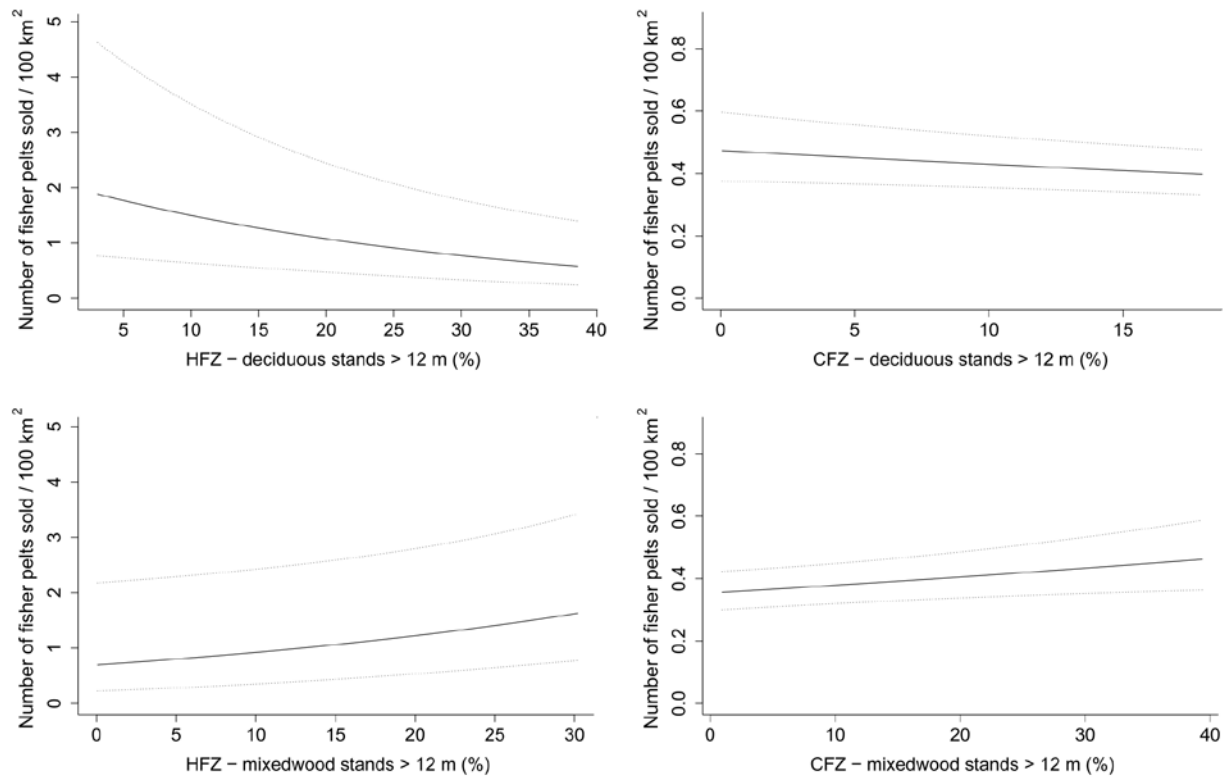 Number of fisher pelts sold / 100 km²
0
1
2
3
4
5
5 10 15 20 25 30 35 40
HFZ − deciduous stands > 12 m (%)
Number of fisher pelts sold / 100 km²
0.0
0.2
0.4
0.6
0.8
0 5 10 15
CFZ − deciduous stands > 12 m (%)
Number of fisher pelts sold / 100 km²
0
1
2
3
4
5
0 5 10 15 20 25 30
HFZ − mixedwood stands > 12 m (%)
Number of fisher pelts sold / 100 km²
0.0
0.2
0.4
0.6
0.8
0 10 20 30 40
CFZ − mixedwood stands > 12 m (%)